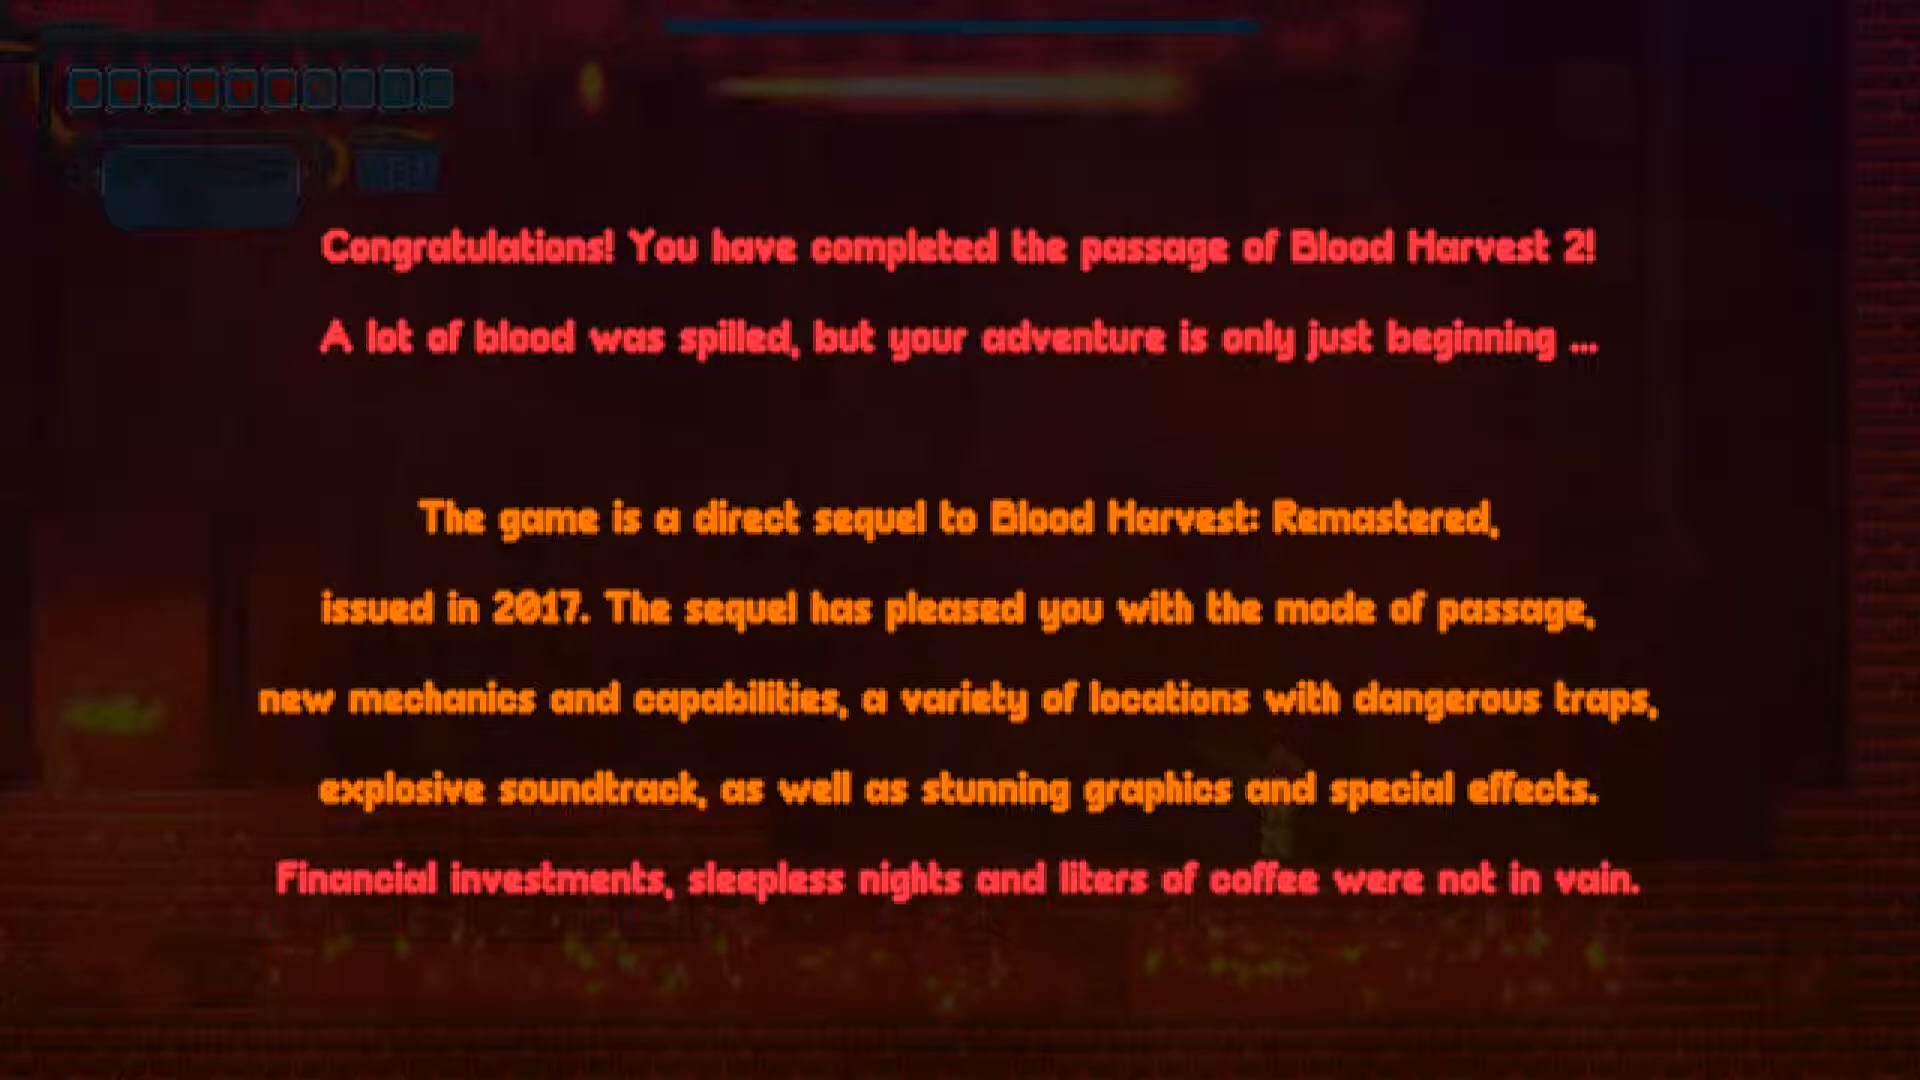 Congratulations! You have completed the passage of Blood Harvest 2!
A lot of blood was spilled, but your adventure is only just beginning ...
The game is a direct sequel to Blood Harvest: Remastered,
issued in 2017. The sequel has pleased you with the mode of passage,
new mechanics and capabilities, a variety of locations with dangerous traps,
explosive soundtrack, as well as stunning graphics and special effects.
Financial investments, sleepless nights and liters of coffee were not in vain.